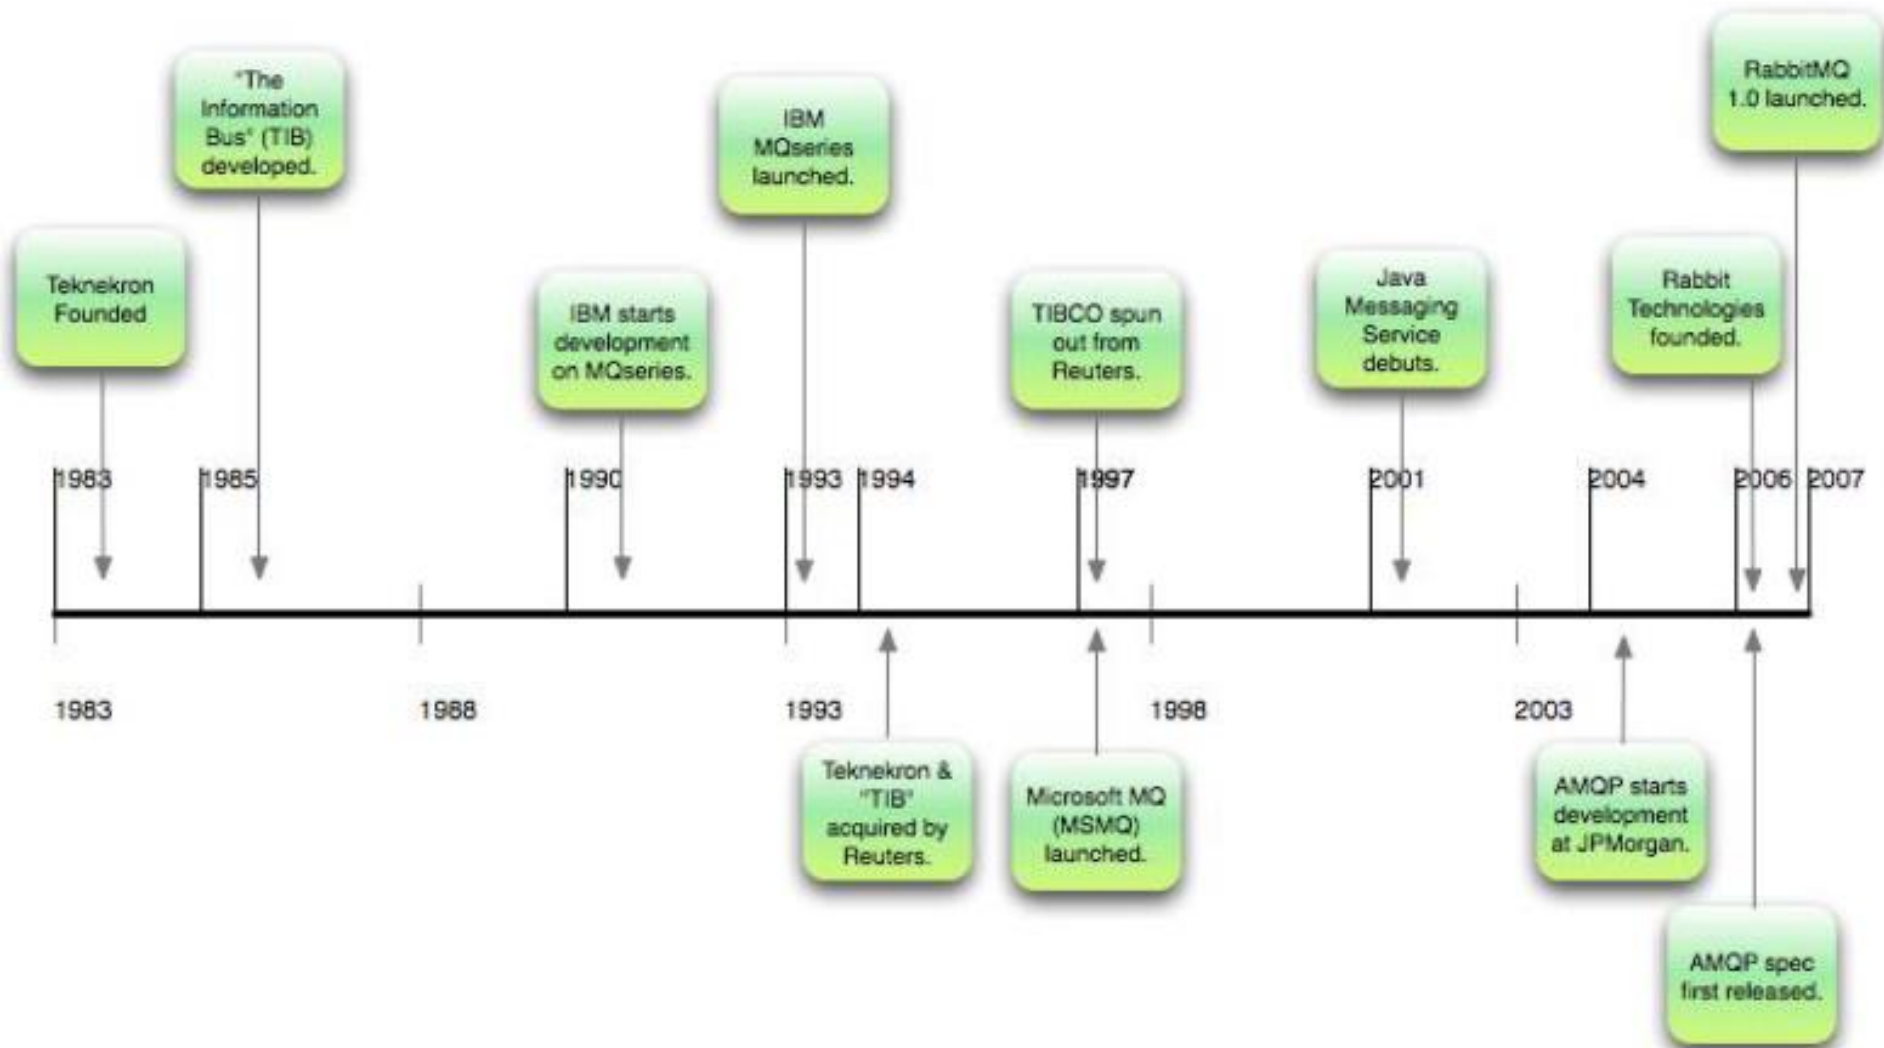 RabbitMQ
1.0 launched.
"The
Information
Bus" (TIB)
developed.
IBM
MQseries
launched.
Teknekron
Founded
IBM starts
development
on MQseries.
TIBCO spun
out from
Reuters.
Java
Messaging
Service
debuts.
Rabbit
Technologies
founded.
1983
1985
1990
1993
1994
1997
2001
2004
2006
2007
1983
1988
1993
1998
2003
Teknekron &
"TIB"
acquired by
Reuters.
Microsoft MQ
(MSMQ)
launched.
AMQP starts
development
at JPMorgan.
AMQP spec
first released.